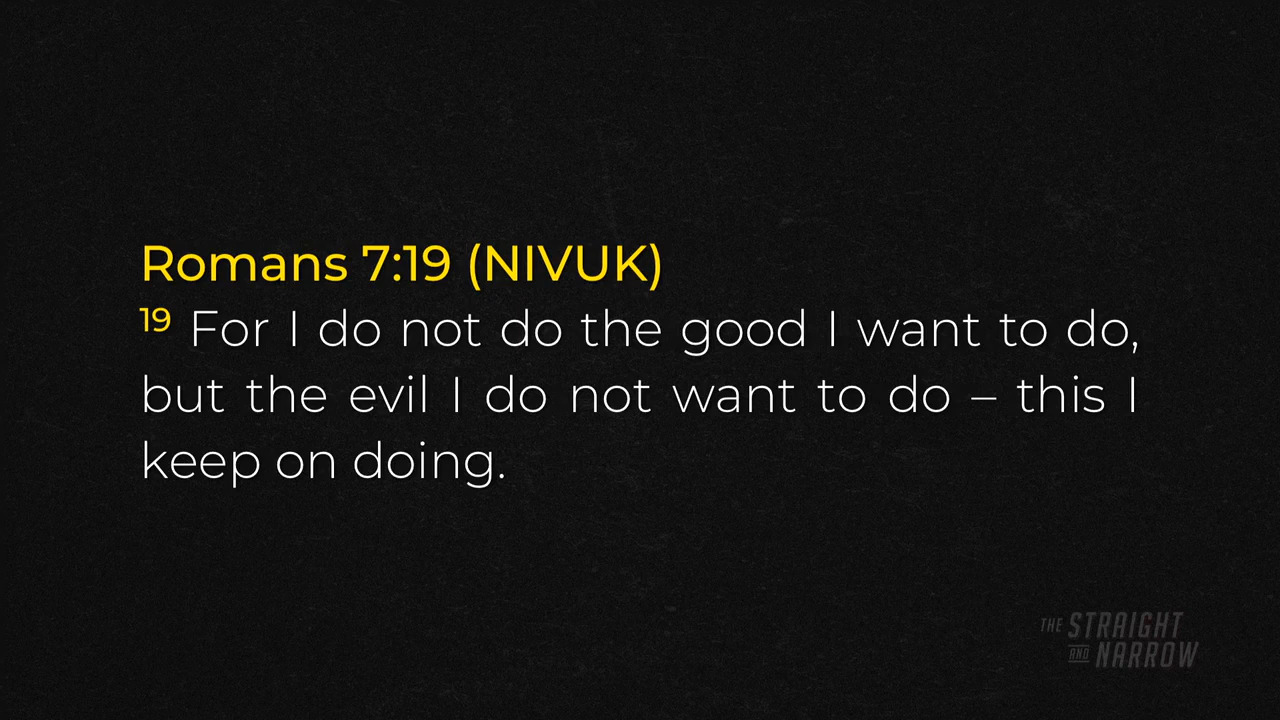 Romans 7:19 (NIVUK)
19 For I do not do the good I want to do,
but the evil I do not want to do – this I
keep on doing.
THE STRAIGHT
AND NARROW